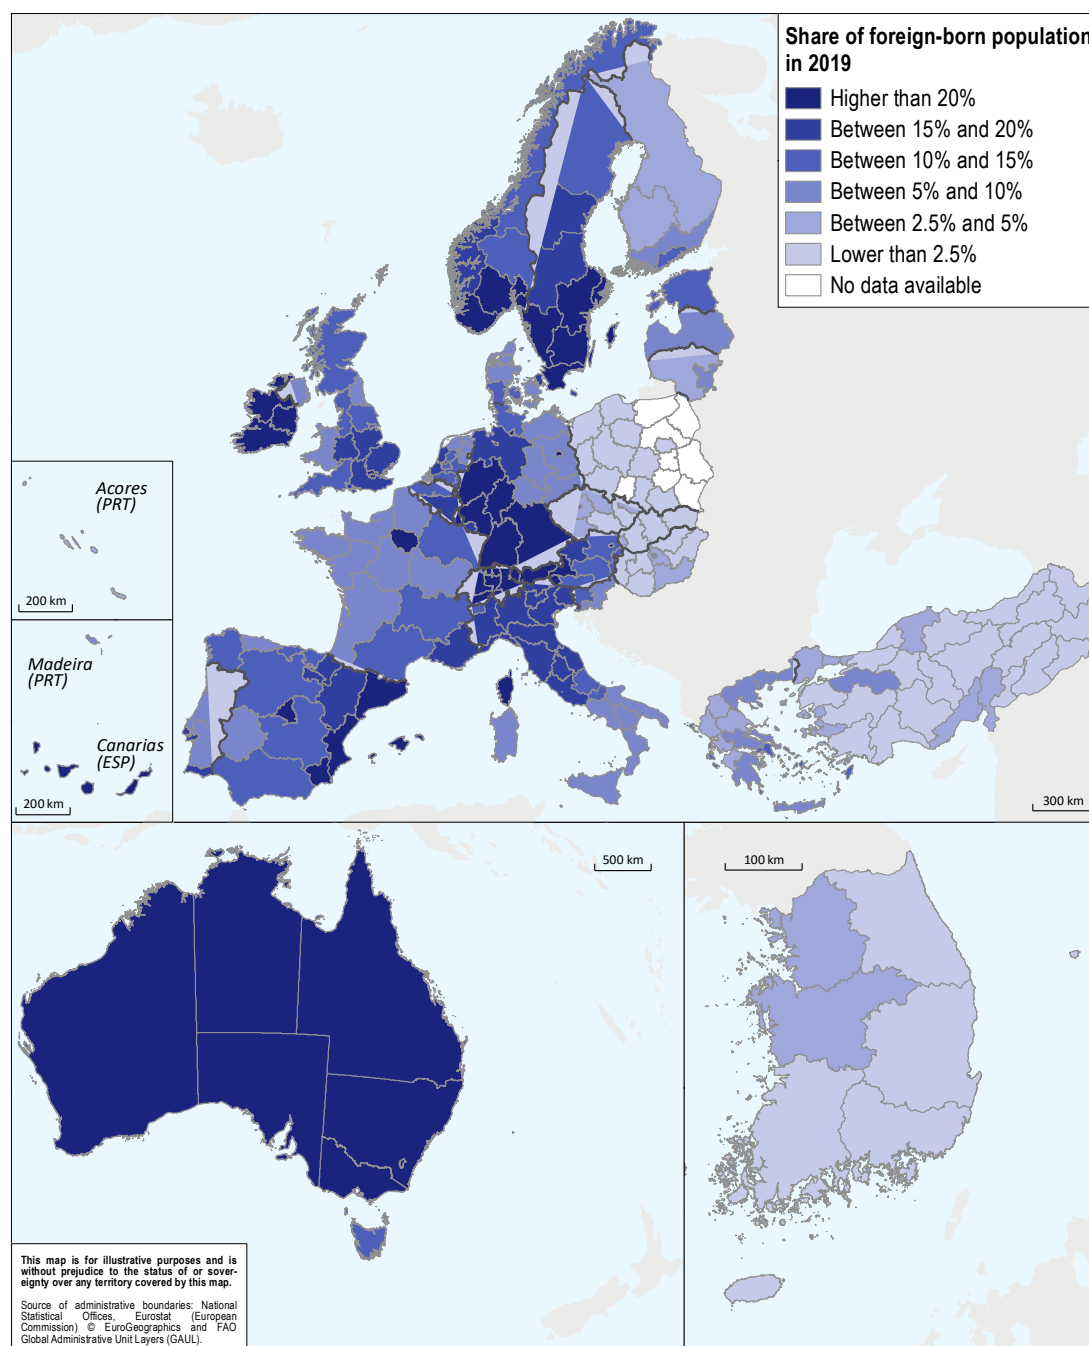 Share of foreign-born population
in 2019
Higher than 20%
Between 15% and 20%
Between 10% and 15%
Between 5% and 10%
Between 2.5% and 5%
Lower than 2.5%
No data available
Acores
(PRT)
200 km
Madeira
(PRT)
Canarias
(ESP)
200 km
300 km
500 km
100 km
This map is for illustrative purposes and is
without prejudice to the status of or sover-
eignty over any territory covered by this map.
Source of administrative boundaries: National
Statistical Offices, Eurostat (European
Commission) © EuroGeographics and FAO
Global Administrative Unit Layers (GAUL).